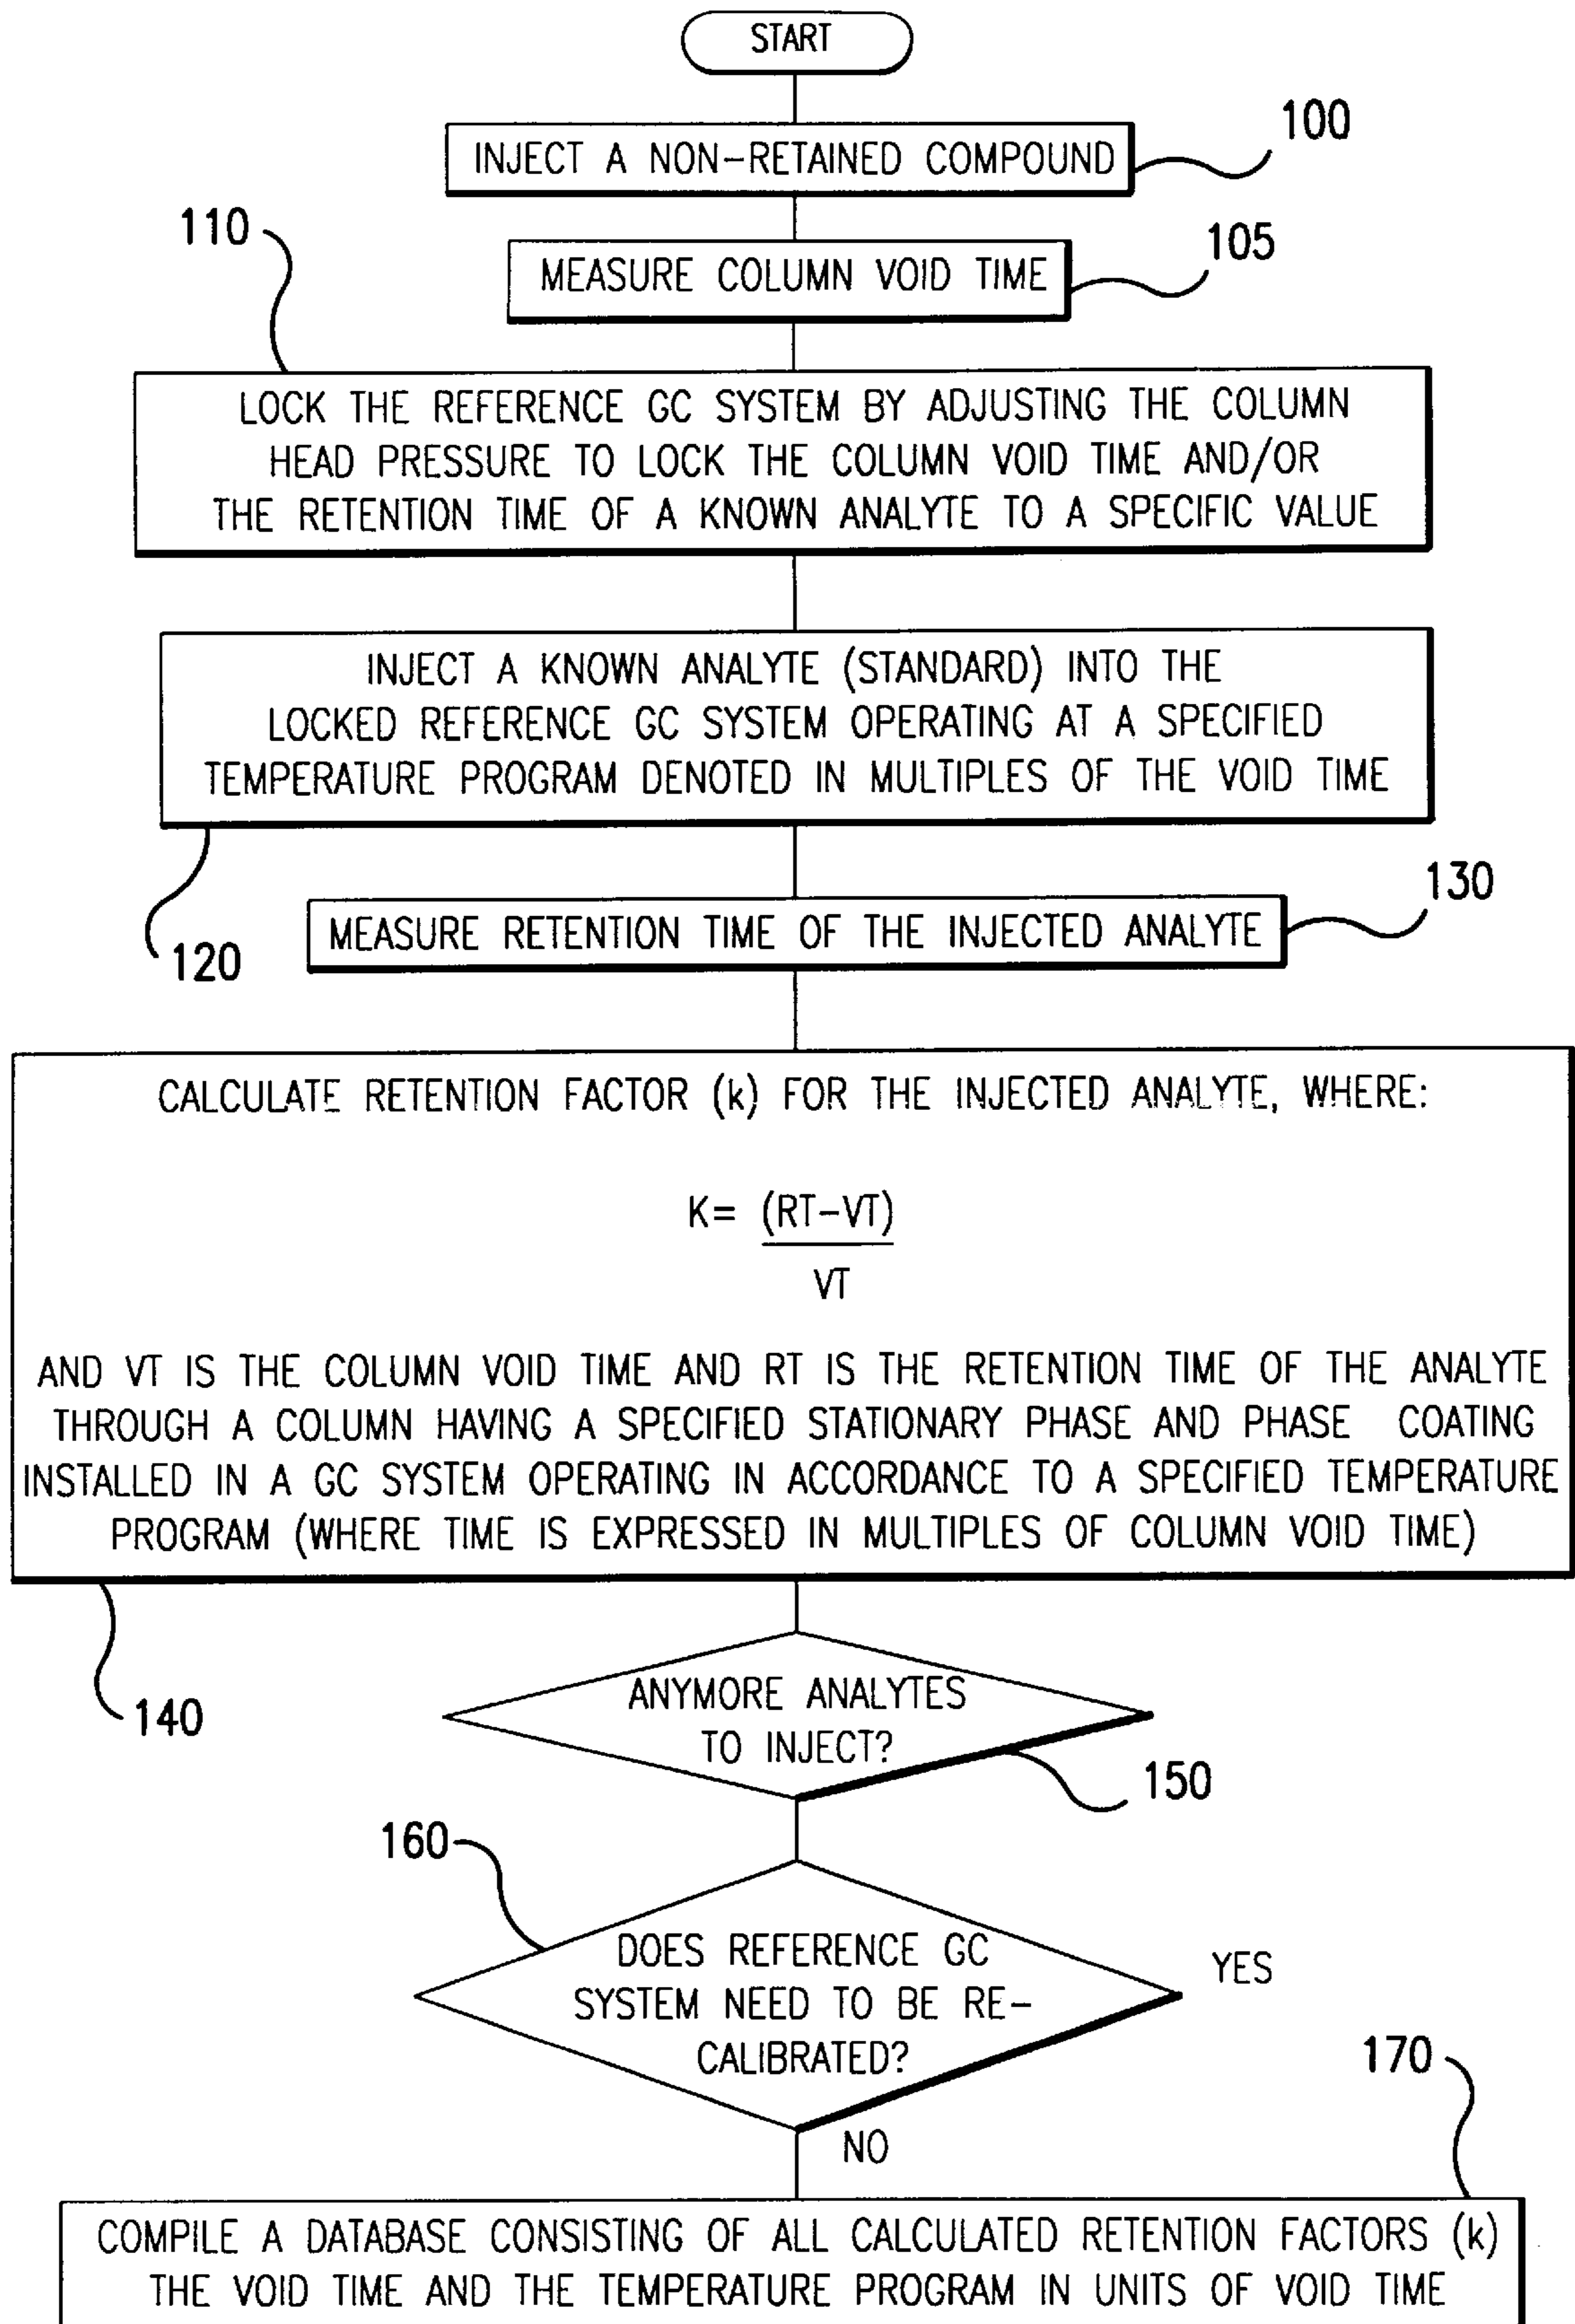 START
INJECT A NON-RETAINED COMPOUND
100
110
105
MEASURE COLUMN VOID TIME
LOCK THE REFERENCE GC SYSTEM BY ADJUSTING THE COLUMN
HEAD PRESSURE TO LOCK THE COLUMN VOID TIME AND/OR
THE RETENTION TIME OF A KNOWN ANALYTE TO A SPECIFIC VALUE
INJECT A KNOWN ANALYTE (STANDARD) INTO THE
LOCKED REFERENCE GC SYSTEM OPERATING AT A SPECIFIED
TEMPERATURE PROGRAM DENOTED IN MULTIPLES OF THE VOID TIME
120
130
MEASURE RETENTION TIME OF THE INJECTED ANALYTE
CALCULATE RETENTION FACTOR (k) FOR THE INJECTED ANALYTE, WHERE:
K= (RT-VT)
VT
AND VT IS THE COLUMN VOID TIME AND RT IS THE RETENTION TIME OF THE ANALYTE
THROUGH A COLUMN HAVING A SPECIFIED STATIONARY PHASE AND PHASE COATING
INSTALLED IN A GC SYSTEM OPERATING IN ACCORDANCE TO A SPECIFIED TEMPERATURE
PROGRAM (WHERE TIME IS EXPRESSED IN MULTIPLES OF COLUMN VOID TIME)
140
ANYMORE ANALYTES
TO INJECT?
150
160
DOES REFERENCE GC
SYSTEM NEED TO BE RE-
CALIBRATED?
YES
NO
170
COMPILE A DATABASE CONSISTING OF ALL CALCULATED RETENTION FACTORS (k)
THE VOID TIME AND THE TEMPERATURE PROGRAM IN UNITS OF VOID TIME